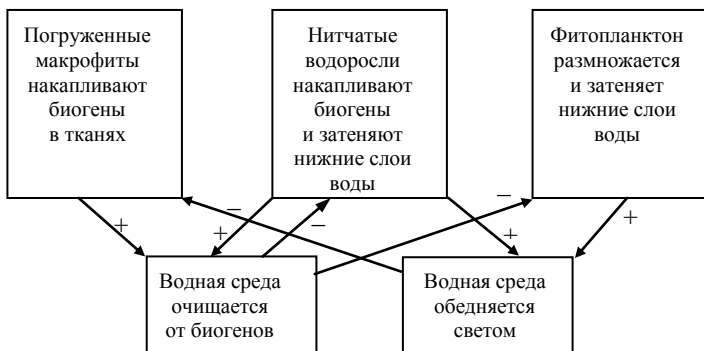 Погруженные
макрофиты
накапливают
биогены
в тканях
Нитчатые
водоросли
накапливают
биогены
и затеняют
нижние слои
воды
Фитопланктон
размножается
и затеняет
нижние слои
воды
+
–
+
–
+
–
+
Водная среда
очищается
от биогенов
Водная среда
обедняется
светом